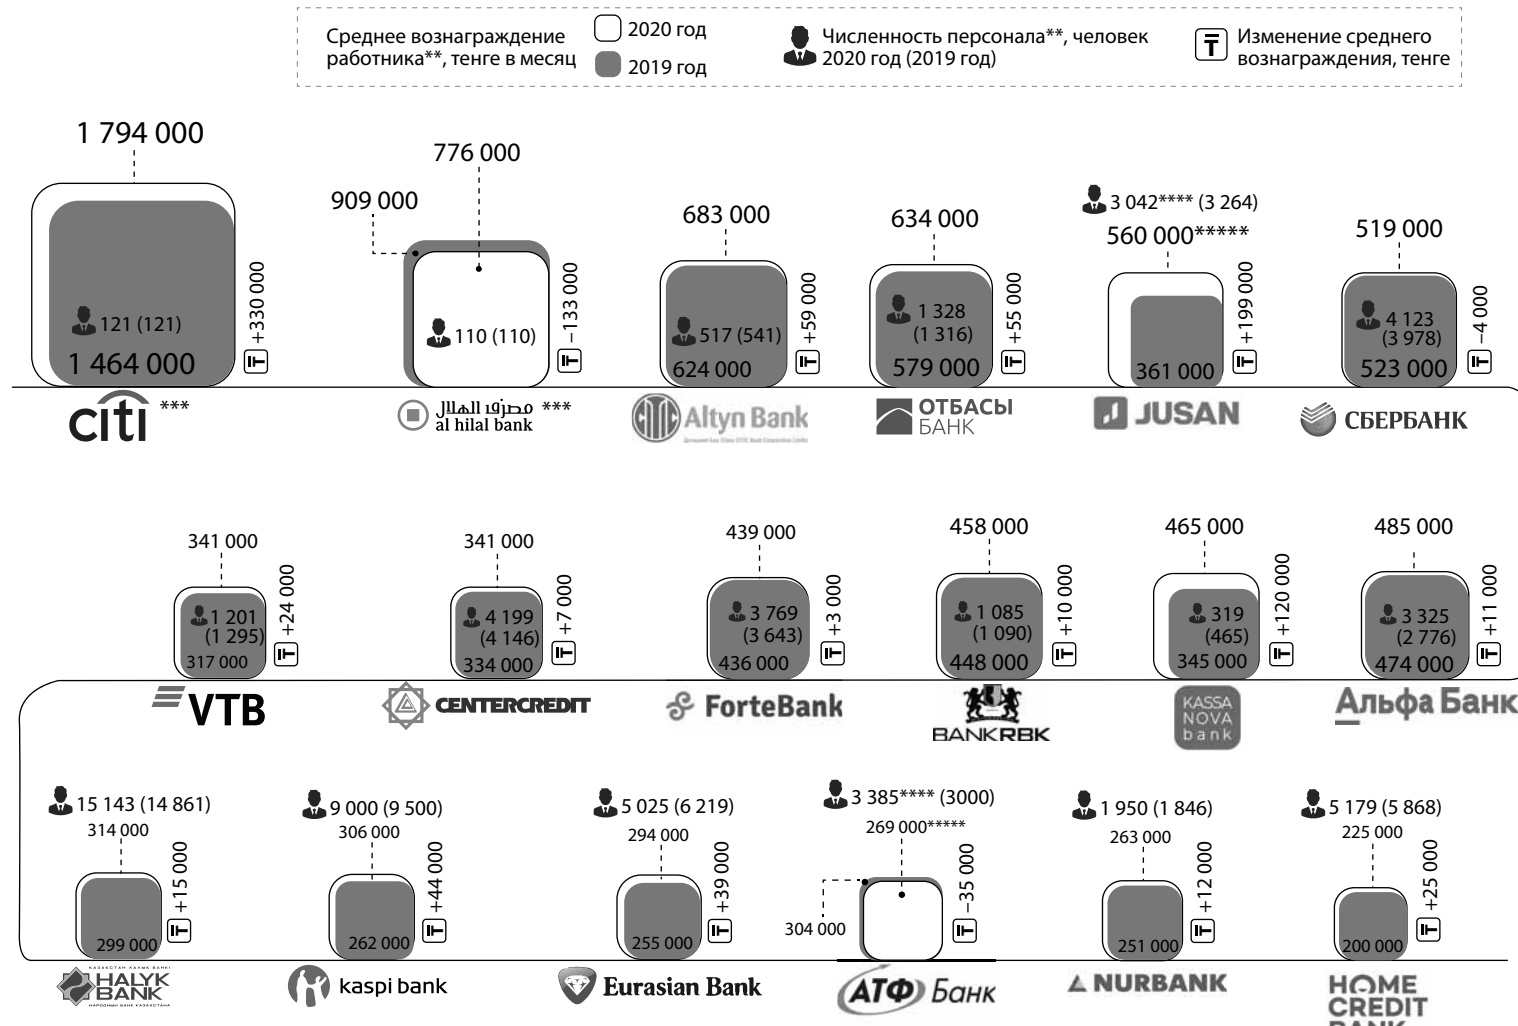 Среднее вознаграждение
работника**, тенге в месяц
2020 год
2019 год
Численность персонала**, человек
2020 год (2019 год)
Изменение среднего
вознаграждения, тенге
1 794 000
121 (121)
1 464 000
+330 000
citi ***
776 000
909 000
110 (110)
−133 000
مصرف الهلال
al hilal bank ***
683 000
517 (541)
624 000
+59 000
Altyn Bank
634 000
1 328
(1 316)
579 000
+55 000
ОТБАСЫ
БАНК
3 042**** (3 264)
560 000*****
361 000
+199 000
JUSAN
519 000
4 123
(3 978)
523 000
−4 000
СБЕРБАНК
341 000
1 201
(1 295)
317 000
+24 000
VTB
341 000
4 199
(4 146)
334 000
+7 000
CENTERCREDIT
439 000
3 769
(3 643)
436 000
+3 000
ForteBank
458 000
1 085
(1 090)
448 000
+10 000
BANKRBK
465 000
319
(465)
345 000
+120 000
KASSA
NOVA
bank
485 000
3 325
(2 776)
474 000
+11 000
Альфа Банк
15 143 (14 861)
314 000
299 000
+15 000
ҚАЗАҚСТАН ХАЛЫҚ БАНКІ
HALYK
BANK
НАРОДНЫЙ БАНК КАЗАХСТАНА
9 000 (9 500)
306 000
262 000
+44 000
kaspi bank
5 025 (6 219)
294 000
255 000
+39 000
Eurasian Bank
3 385**** (3000)
269 000*****
304 000
−35 000
АТФ Банк
1 950 (1 846)
263 000
251 000
+12 000
NURBANK
5 179 (5 868)
225 000
200 000
+25 000
HOME
CREDIT
BANK